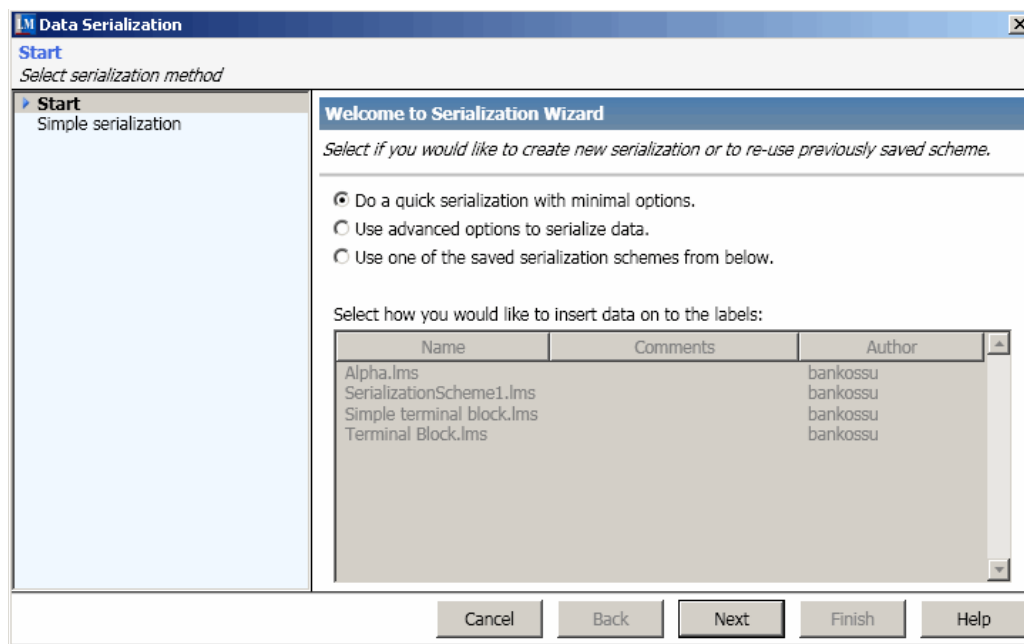 LM Data Serialization
Start
Select serialization method
Start
Simple serialization
Welcome to Serialization Wizard
Select if you would like to create new serialization or to re-use previously saved scheme.
Do a quick serialization with minimal options.
Use advanced options to serialize data.
Use one of the saved serialization schemes from below.
Select how you would like to insert data on to the labels:
Name Comments Author
Alpha.lms bankossu
SerializationScheme1.lms bankossu
Simple terminal block.lms bankossu
Terminal Block.lms bankossu
Cancel Back Next Finish Help